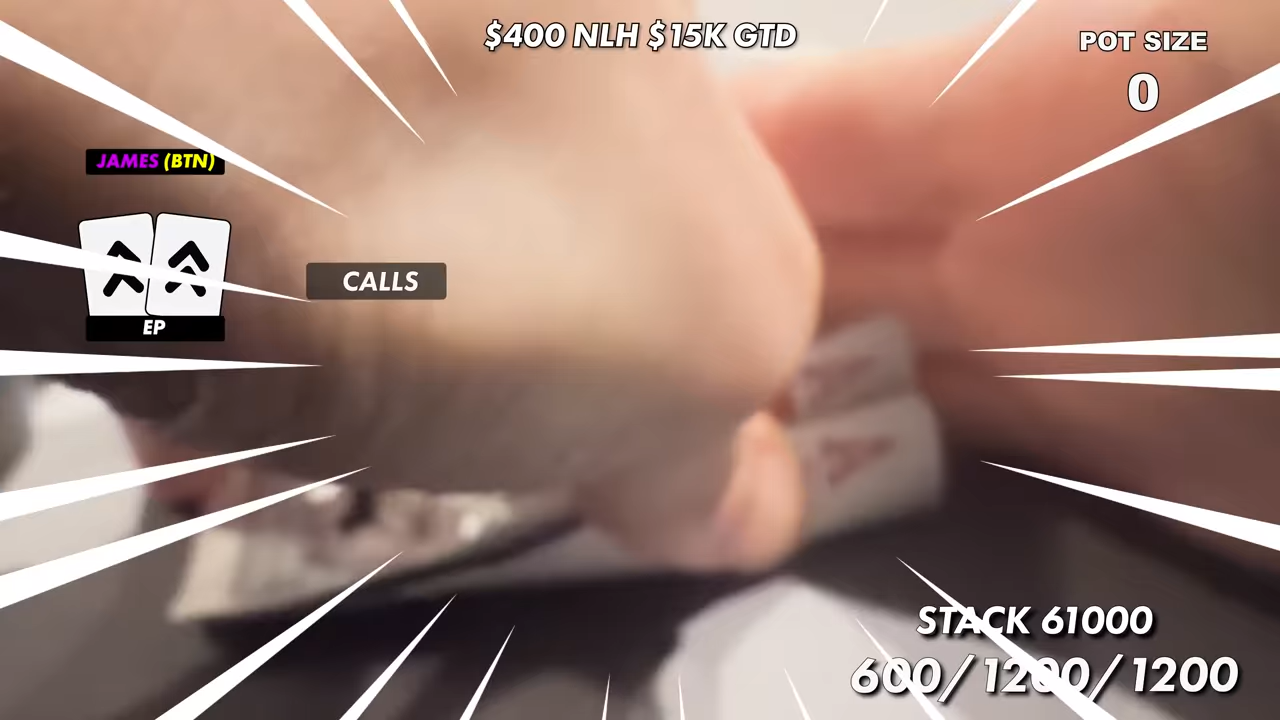 $400 NLH $15K GTD
POT SIZE
0
JAMES (BTN)
CALLS
EP
A
A
STACK 61000
600/1200/1200